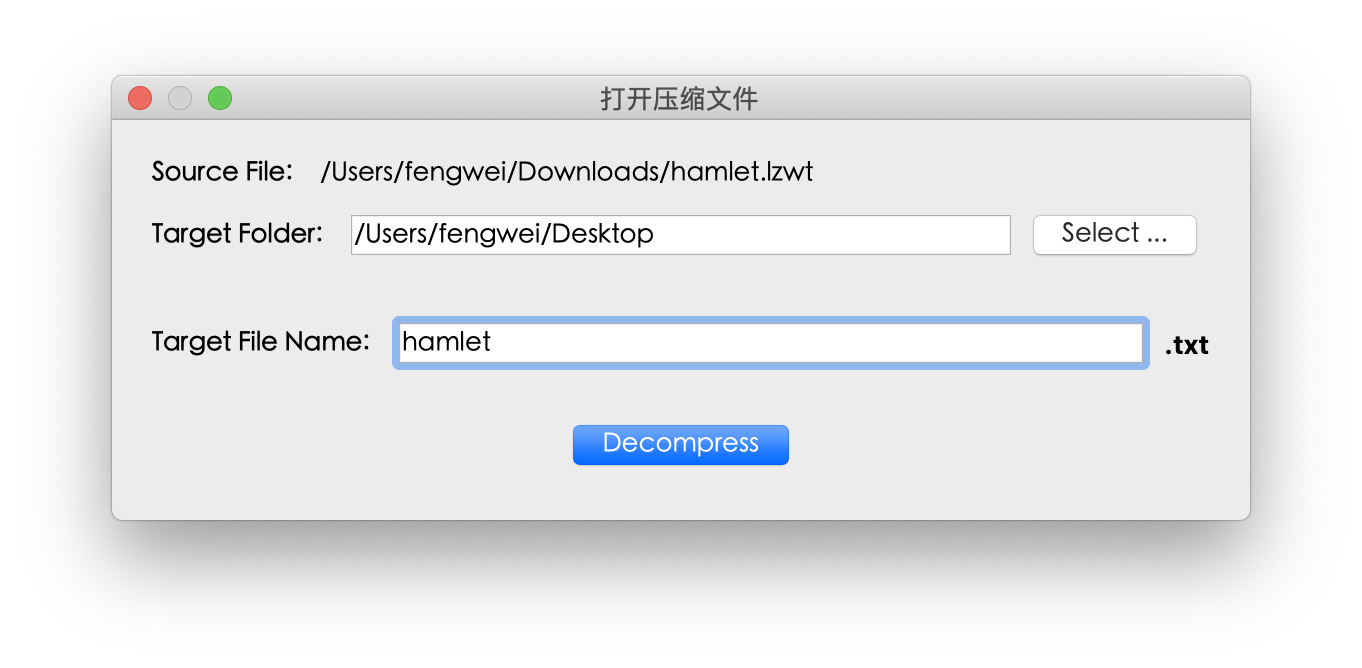 打开压缩文件
Source File: /Users/fengwei/Downloads/hamlet.lzwt
Target Folder: /Users/fengwei/Desktop Select ...
Target File Name: hamlet .txt
Decompress